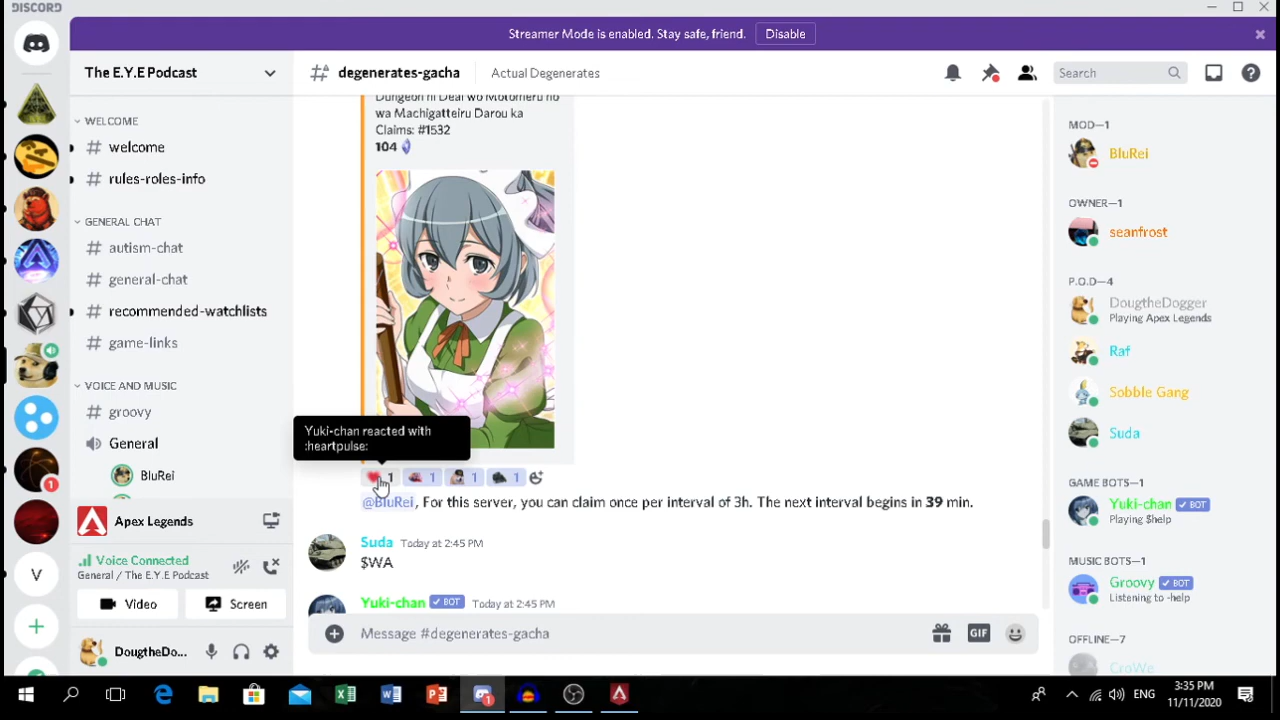 DISCORD
Streamer Mode is enabled. Stay safe, friend. Disable
The E.Y.E Podcast
degenerates-gacha Actual Degenerates
Search
WELCOME
# welcome
# rules-roles-info
GENERAL CHAT
# autism-chat
# general-chat
# recommended-watchlists
# game-links
VOICE AND MUSIC
# groovy
General
BluRei
Apex Legends
Voice Connected
General / The E.Y.E Podcast
Video Screen
DougtheDo...
Dungeon ni Deai wo Motomeru no
wa Machigatteiru Darou ka
Claims: #1532
104
Yuki-chan reacted with
:heartpulse:
1 1 1 1
@BluRei, For this server, you can claim once per interval of 3h. The next interval begins in 39 min.
Suda Today at 2:45 PM
$WA
Yuki-chan BOT Today at 2:45 PM
Message #degenerates-gacha
GIF
MOD—1
BluRei
OWNER—1
seanfrost
P.O.D—4
DougtheDogger
Playing Apex Legends
Raf
Sobble Gang
Suda
GAME BOTS—1
Yuki-chan BOT
Playing $help
MUSIC BOTS—1
Groovy BOT
Listening to -help
OFFLINE—7
CroWe
V
1
1
ENG
3:35 PM
11/11/2020